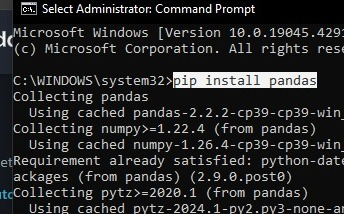 Select Administrator: Command Prompt
Microsoft Windows [Version 10.0.19045.4291
(c) Microsoft Corporation. All rights rese
C:\WINDOWS\system32>pip install pandas
Collecting pandas
Using cached pandas-2.2.2-cp39-cp39-win_
Collecting numpy>=1.22.4 (from pandas)
Using cached numpy-1.26.4-cp39-cp39-win_
Requirement already satisfied: python-date
ackages (from pandas) (2.9.0.post0)
Collecting pytz>=2020.1 (from pandas)
Using cached pytz-2024.1-py2.py3-none-an